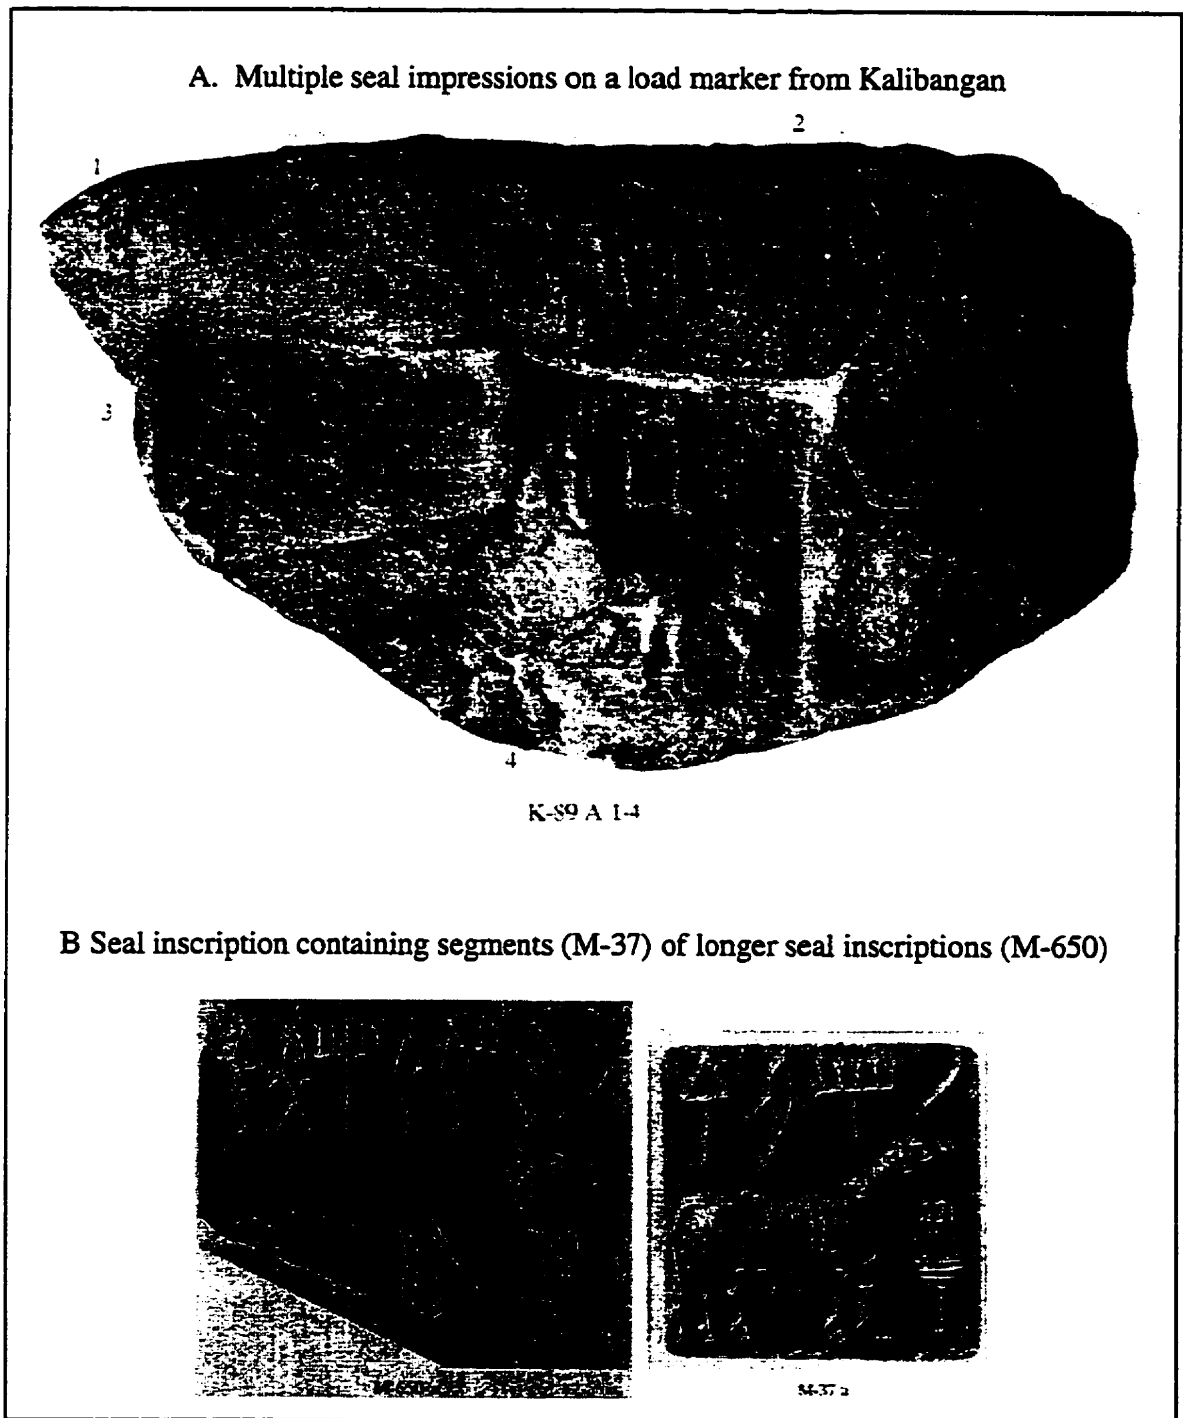 A. Multiple seal impressions on a load marker from Kalibangan
2
1
3
4
K-89 A 1-4
B Seal inscription containing segments (M-37) of longer seal inscriptions (M-650)
M-37 a